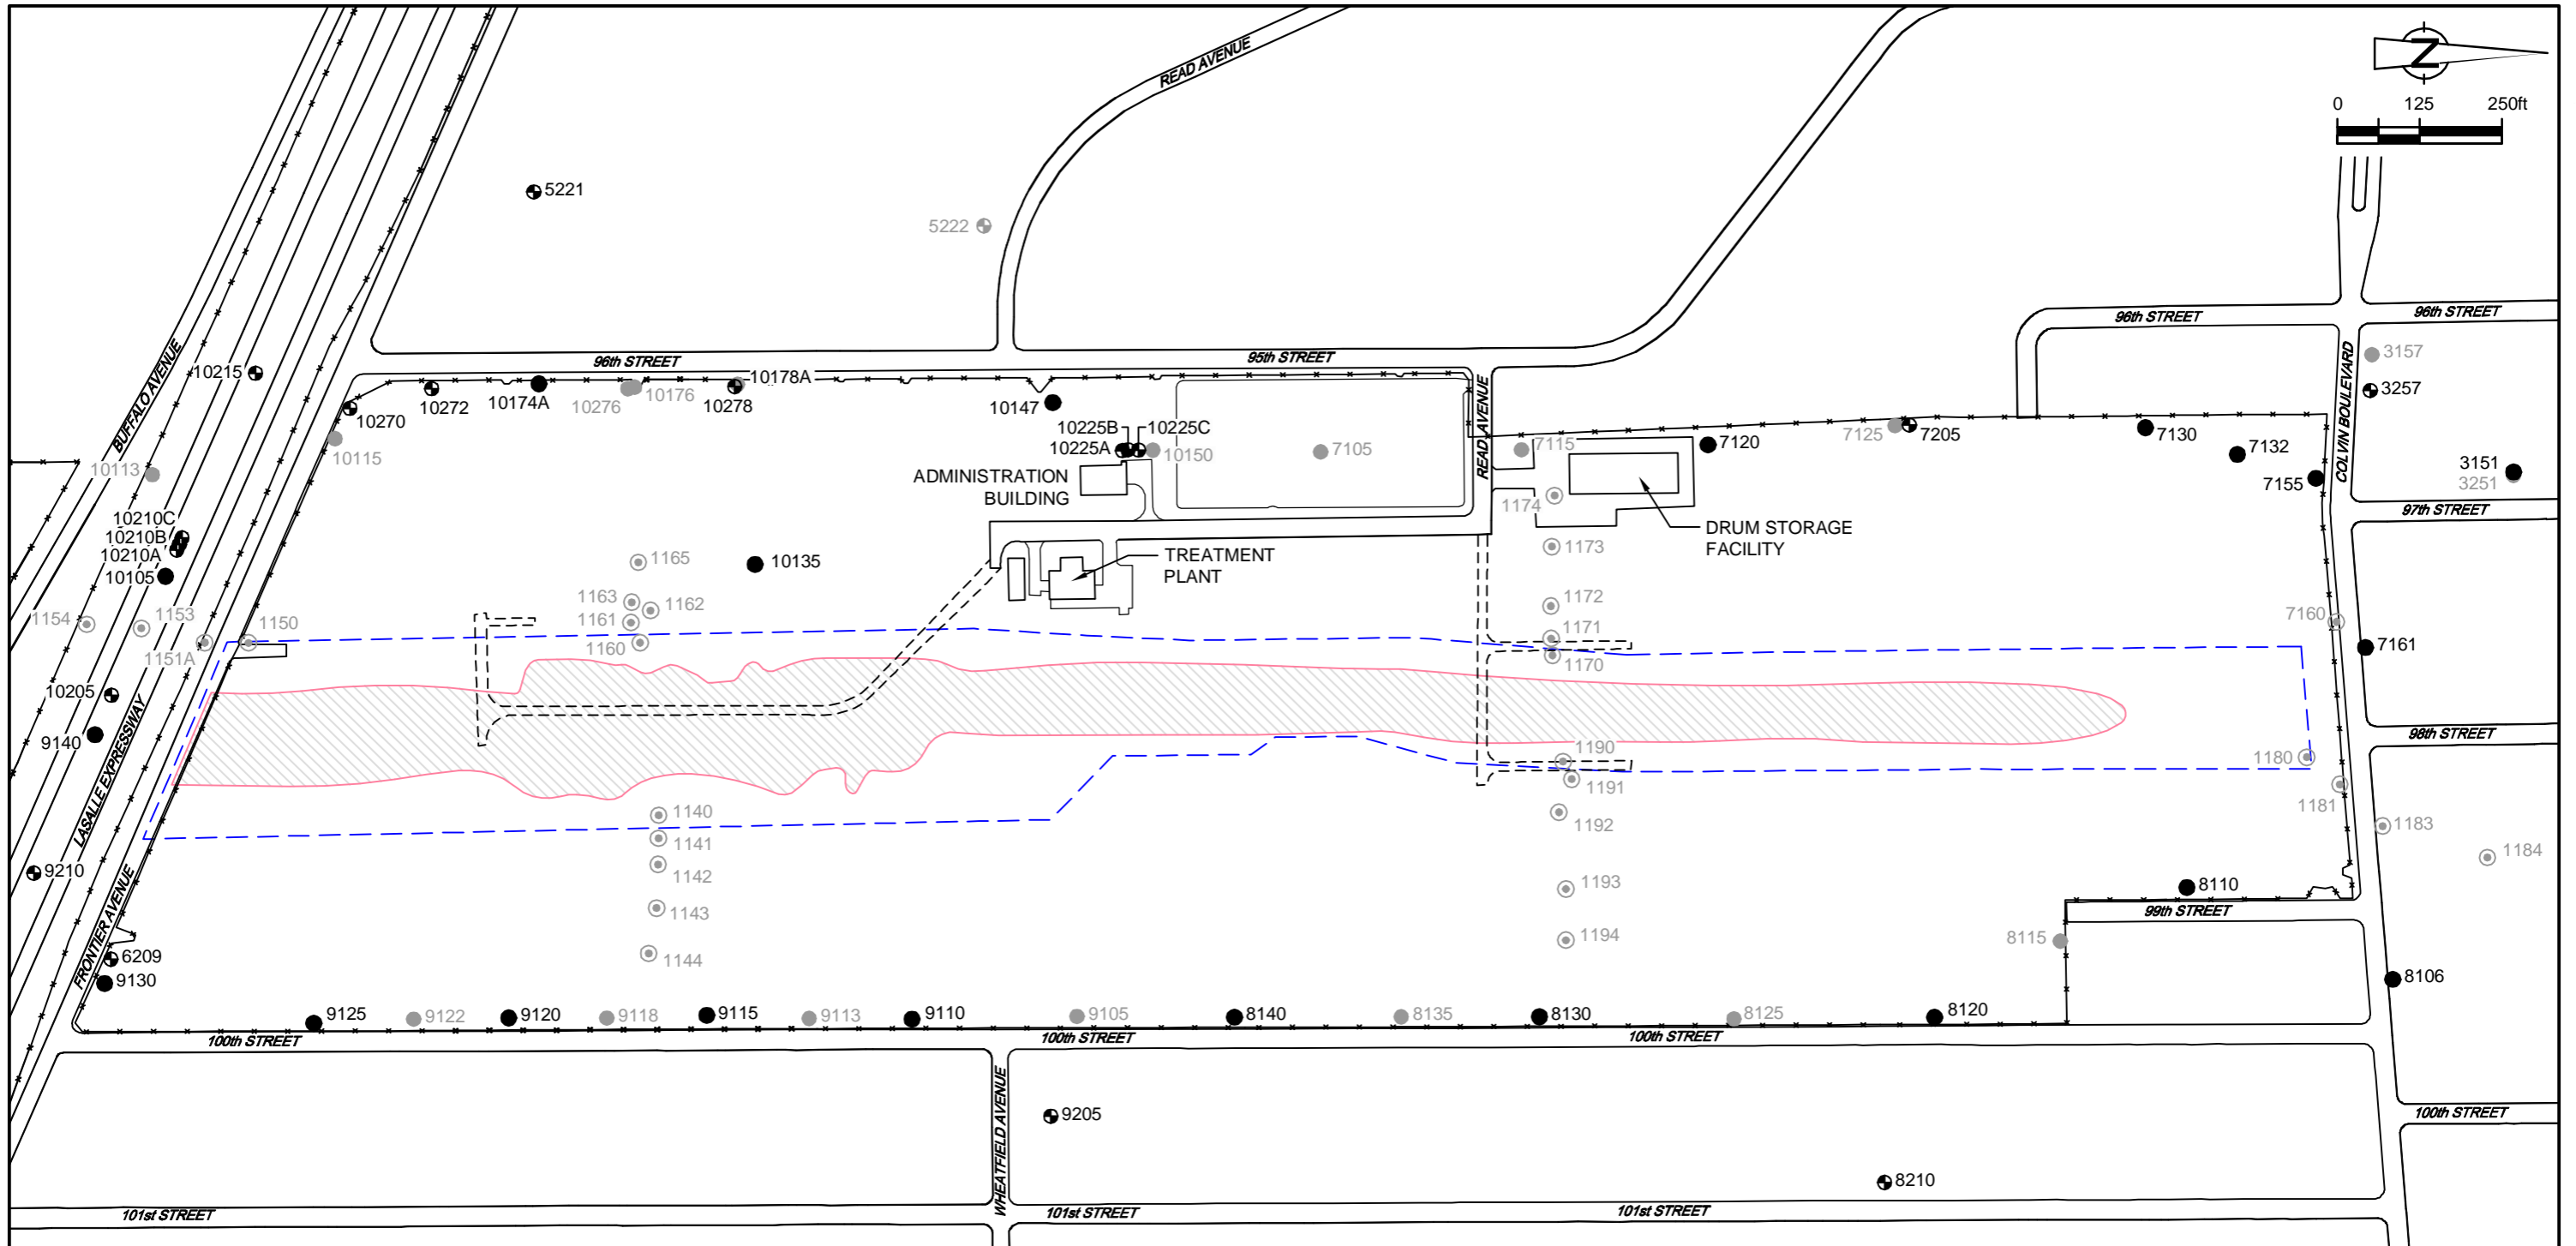 READ AVENUE
N
0 125 250ft
5221
5222
96th STREET
96th STREET
BUFFALO AVENUE
96th STREET
95th STREET
COLVIN BOULEVARD
3157
3257
10215
10270
10272
10174A
10276
10176
10278
10178A
10147
READ AVENUE
7125
7205
7130
7132
7155
3151
3251
10115
10113
10225B
10225C
10225A
10150
7105
7115
7120
ADMINISTRATION
BUILDING
1174
97th STREET
10210C
10210B
10210A
10105
DRUM STORAGE
FACILITY
1173
TREATMENT
PLANT
1165
10135
1163
1162
1161
1160
1172
1171
1170
1154
1153
1150
1151A
7160
7161
10205
9140
LASALLE EXPRESSWAY
98th STREET
1190
1191
1192
1180
1181
1183
1184
1140
1141
1142
1143
1144
1193
1194
9210
FRONTIER AVENUE
8110
99th STREET
8115
6209
9130
8106
9125
9122
9120
9118
9115
9113
9110
9105
8140
8135
8130
8125
8120
100th STREET
100th STREET
100th STREET
WHEATFIELD AVENUE
9205
100th STREET
8210
101st STREET
101st STREET
101st STREET